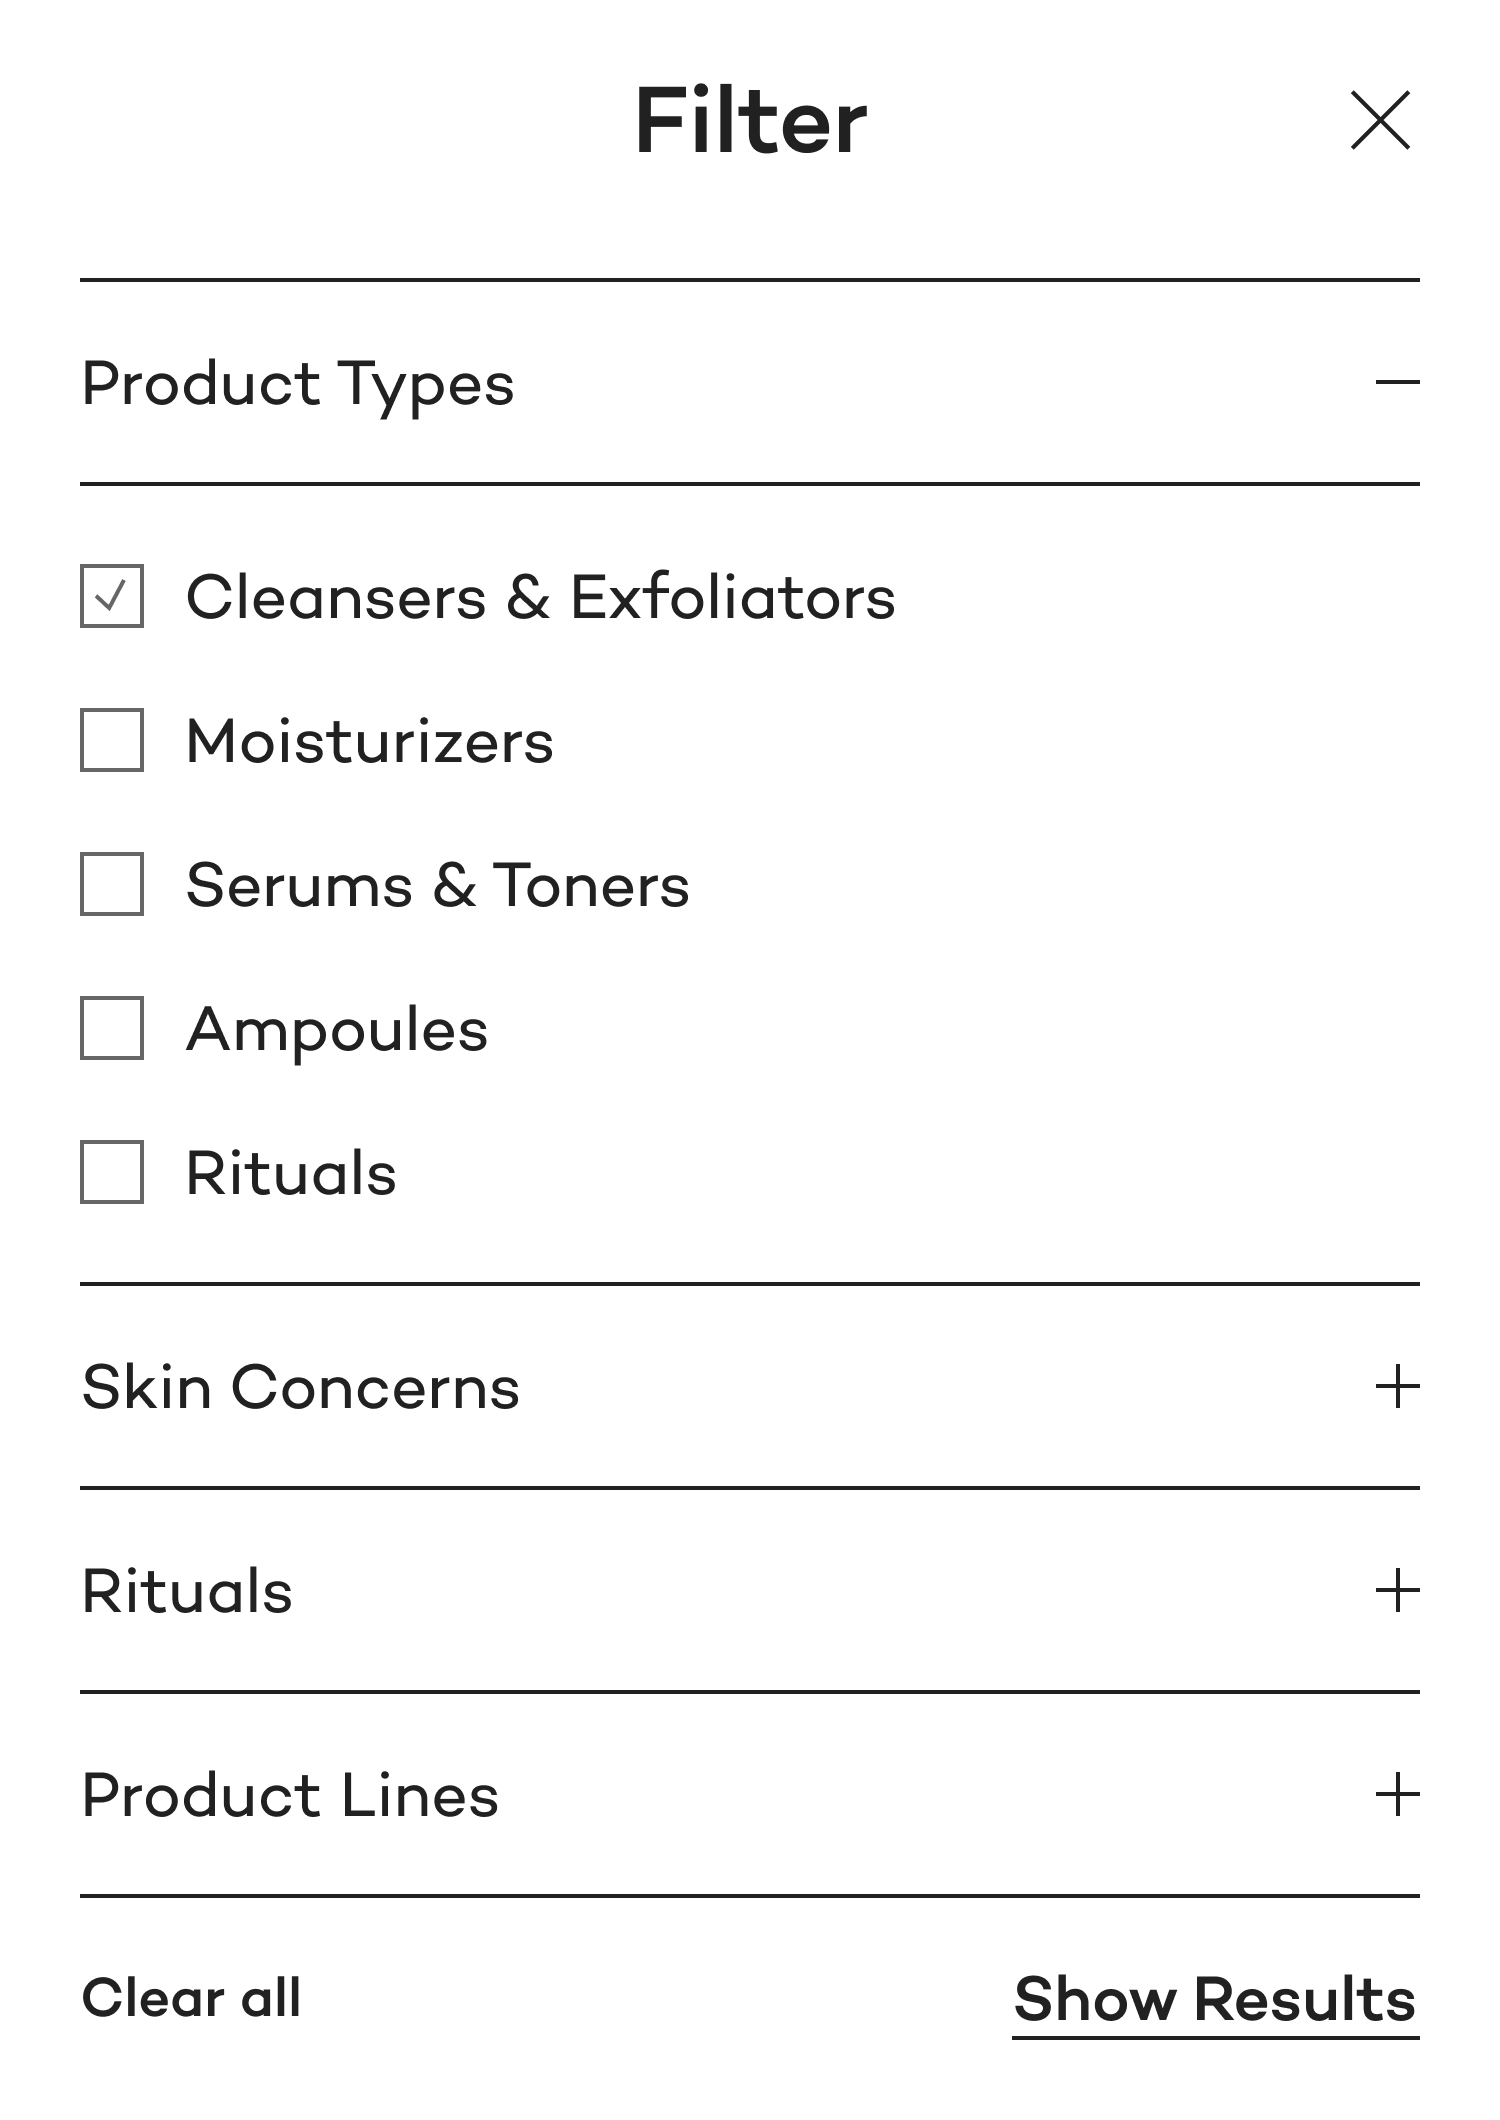 Filter
Product Types
Cleansers & Exfoliators
Moisturizers
Serums & Toners
Ampoules
Rituals
Skin Concerns
Rituals
Product Lines
Clear all
Show Results